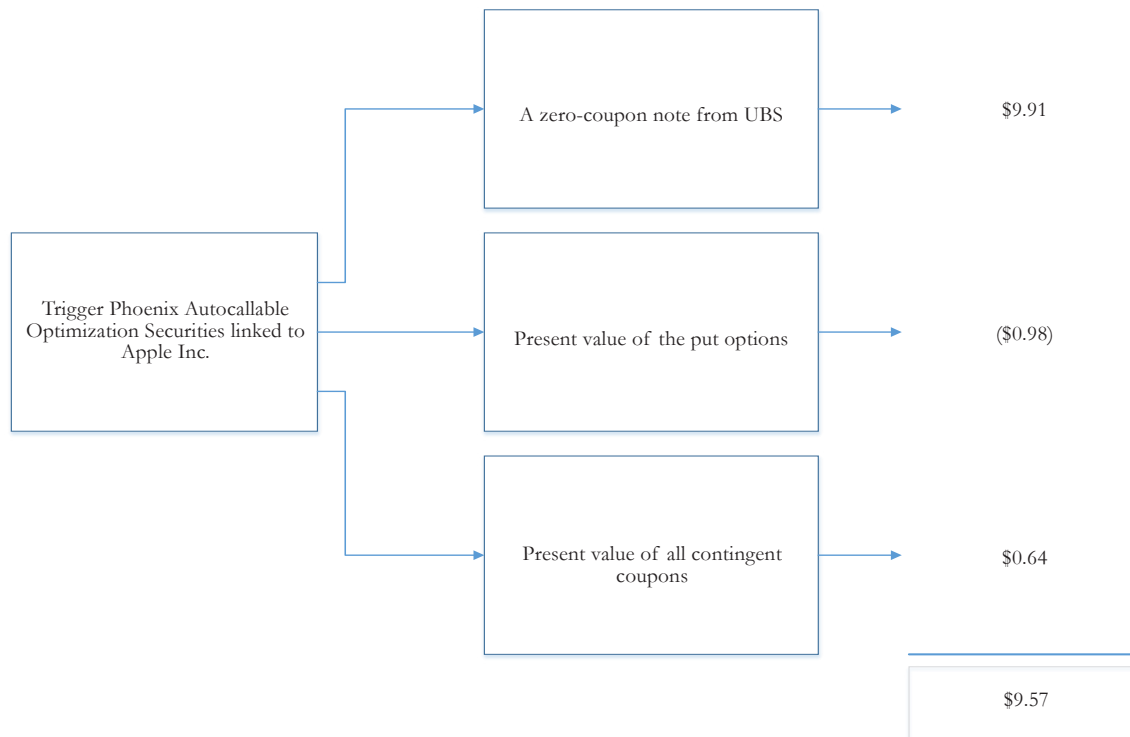 A zero-coupon note from UBS
$9.91
Trigger Phoenix Autocallable
Optimization Securities linked to
Apple Inc.
Present value of the put options
($0.98)
Present value of all contingent
coupons
$0.64
$9.57